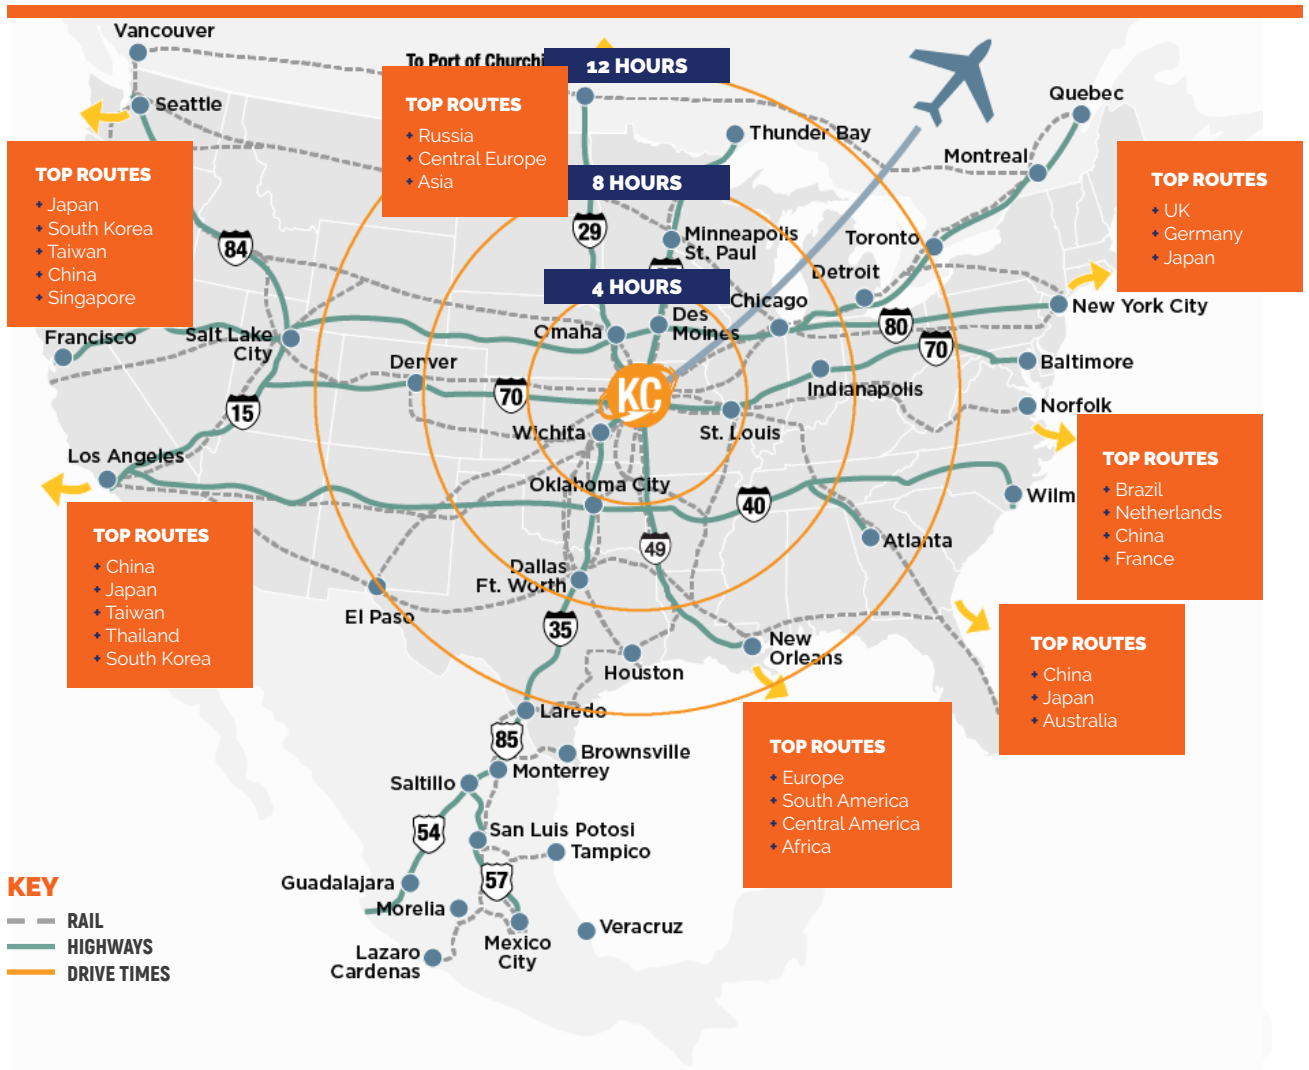 Vancouver
To Port of Churchi
12 HOURS
Seattle
TOP ROUTES
Russia
Central Europe
Asia
Thunder Bay
Quebec
Montreal
TOP ROUTES
Japan
South Korea
Taiwan
China
Singapore
8 HOURS
TOP ROUTES
UK
Germany
Japan
84
29
Minneapolis
St. Paul
Toronto
Detroit
4 HOURS
Chicago
New York City
Francisco
Salt Lake
City
Omaha
Des
Moines
80
70
Denver
Baltimore
KC
Indianapolis
70
15
Wichita
St. Louis
Norfolk
Los Angeles
TOP ROUTES
Brazil
Netherlands
China
France
Oklahoma City
40
Wilm
TOP ROUTES
China
Japan
Taiwan
Thailand
South Korea
49
Atlanta
Dallas
Ft. Worth
El Paso
35
New
Orleans
Houston
TOP ROUTES
China
Japan
Australia
Laredo
85
Brownsville
Monterrey
Saltillo
TOP ROUTES
Europe
South America
Central America
Africa
54
San Luis Potosi
Tampico
57
Guadalajara
Morelia
Veracruz
Mexico
City
Lazaro
Cardenas
KEY
RAIL
HIGHWAYS
DRIVE TIMES